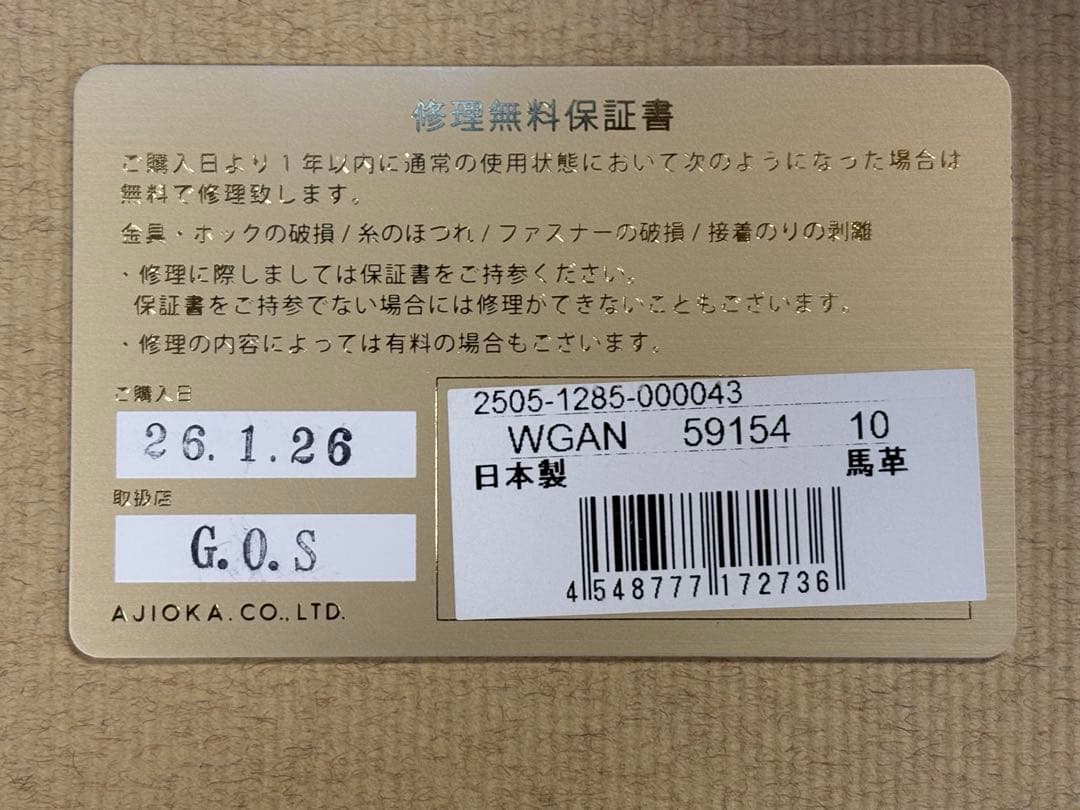 修理無料保証書
ご購入日より1年以内に通常の使用状態において次のようになった場合は
無料で修理致します。
金具・ホックの破損/糸のほつれ/ファスナーの破損/接着のりの剥離
・修理に際しましては保証書をご持参ください。
保証書をご持参でない場合には修理ができないこともございます。
・修理の内容によっては有料の場合もございます。
ご購入日
26.1.26
取扱店
G.O.S
AJIOKA.CO.,LTD.
2505-1285-000043
WGAN 59154 10
日本製 馬革
4 548777 172736